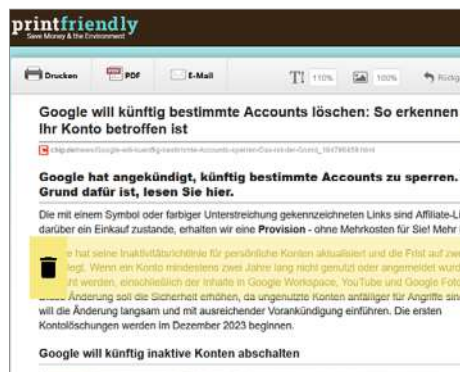 printfriendly
Save Money & the Environment
Drucken PDF E-Mail T! 110% 100%
Google will künftig bestimmte Accounts löschen: So erkennen
Ihr Konto betroffen ist
Google hat angekündigt, künftig bestimmte Accounts zu sperren.
Grund dafür ist, lesen Sie hier.
Die mit einem Symbol oder farbiger Unterstreichung gekennzeichneten Links sind Affiliate-Li
darüber ein Einkauf zustande, erhalten wir eine Provision - ohne Mehrkosten für Sie! Mehr
hat seine Inaktivitätsrichtlinie für persönliche Konten aktualisiert und die Frist auf zwe
legt. Wenn ein Konto mindestens zwei Jahre lang nicht genutzt oder angemeldet wurd
werden, einschließlich der Inhalte in Google Workspace, YouTube und Google Foto
Diese Änderung soll die Sicherheit erhöhen, da ungenutzte Konten anfälliger für Angriffe sin
will die Änderung langsam und mit ausreichender Vorankündigung einführen. Die ersten
Kontolöschungen werden im Dezember 2023 beginnen.
Google will künftig inaktive Konten abschalten